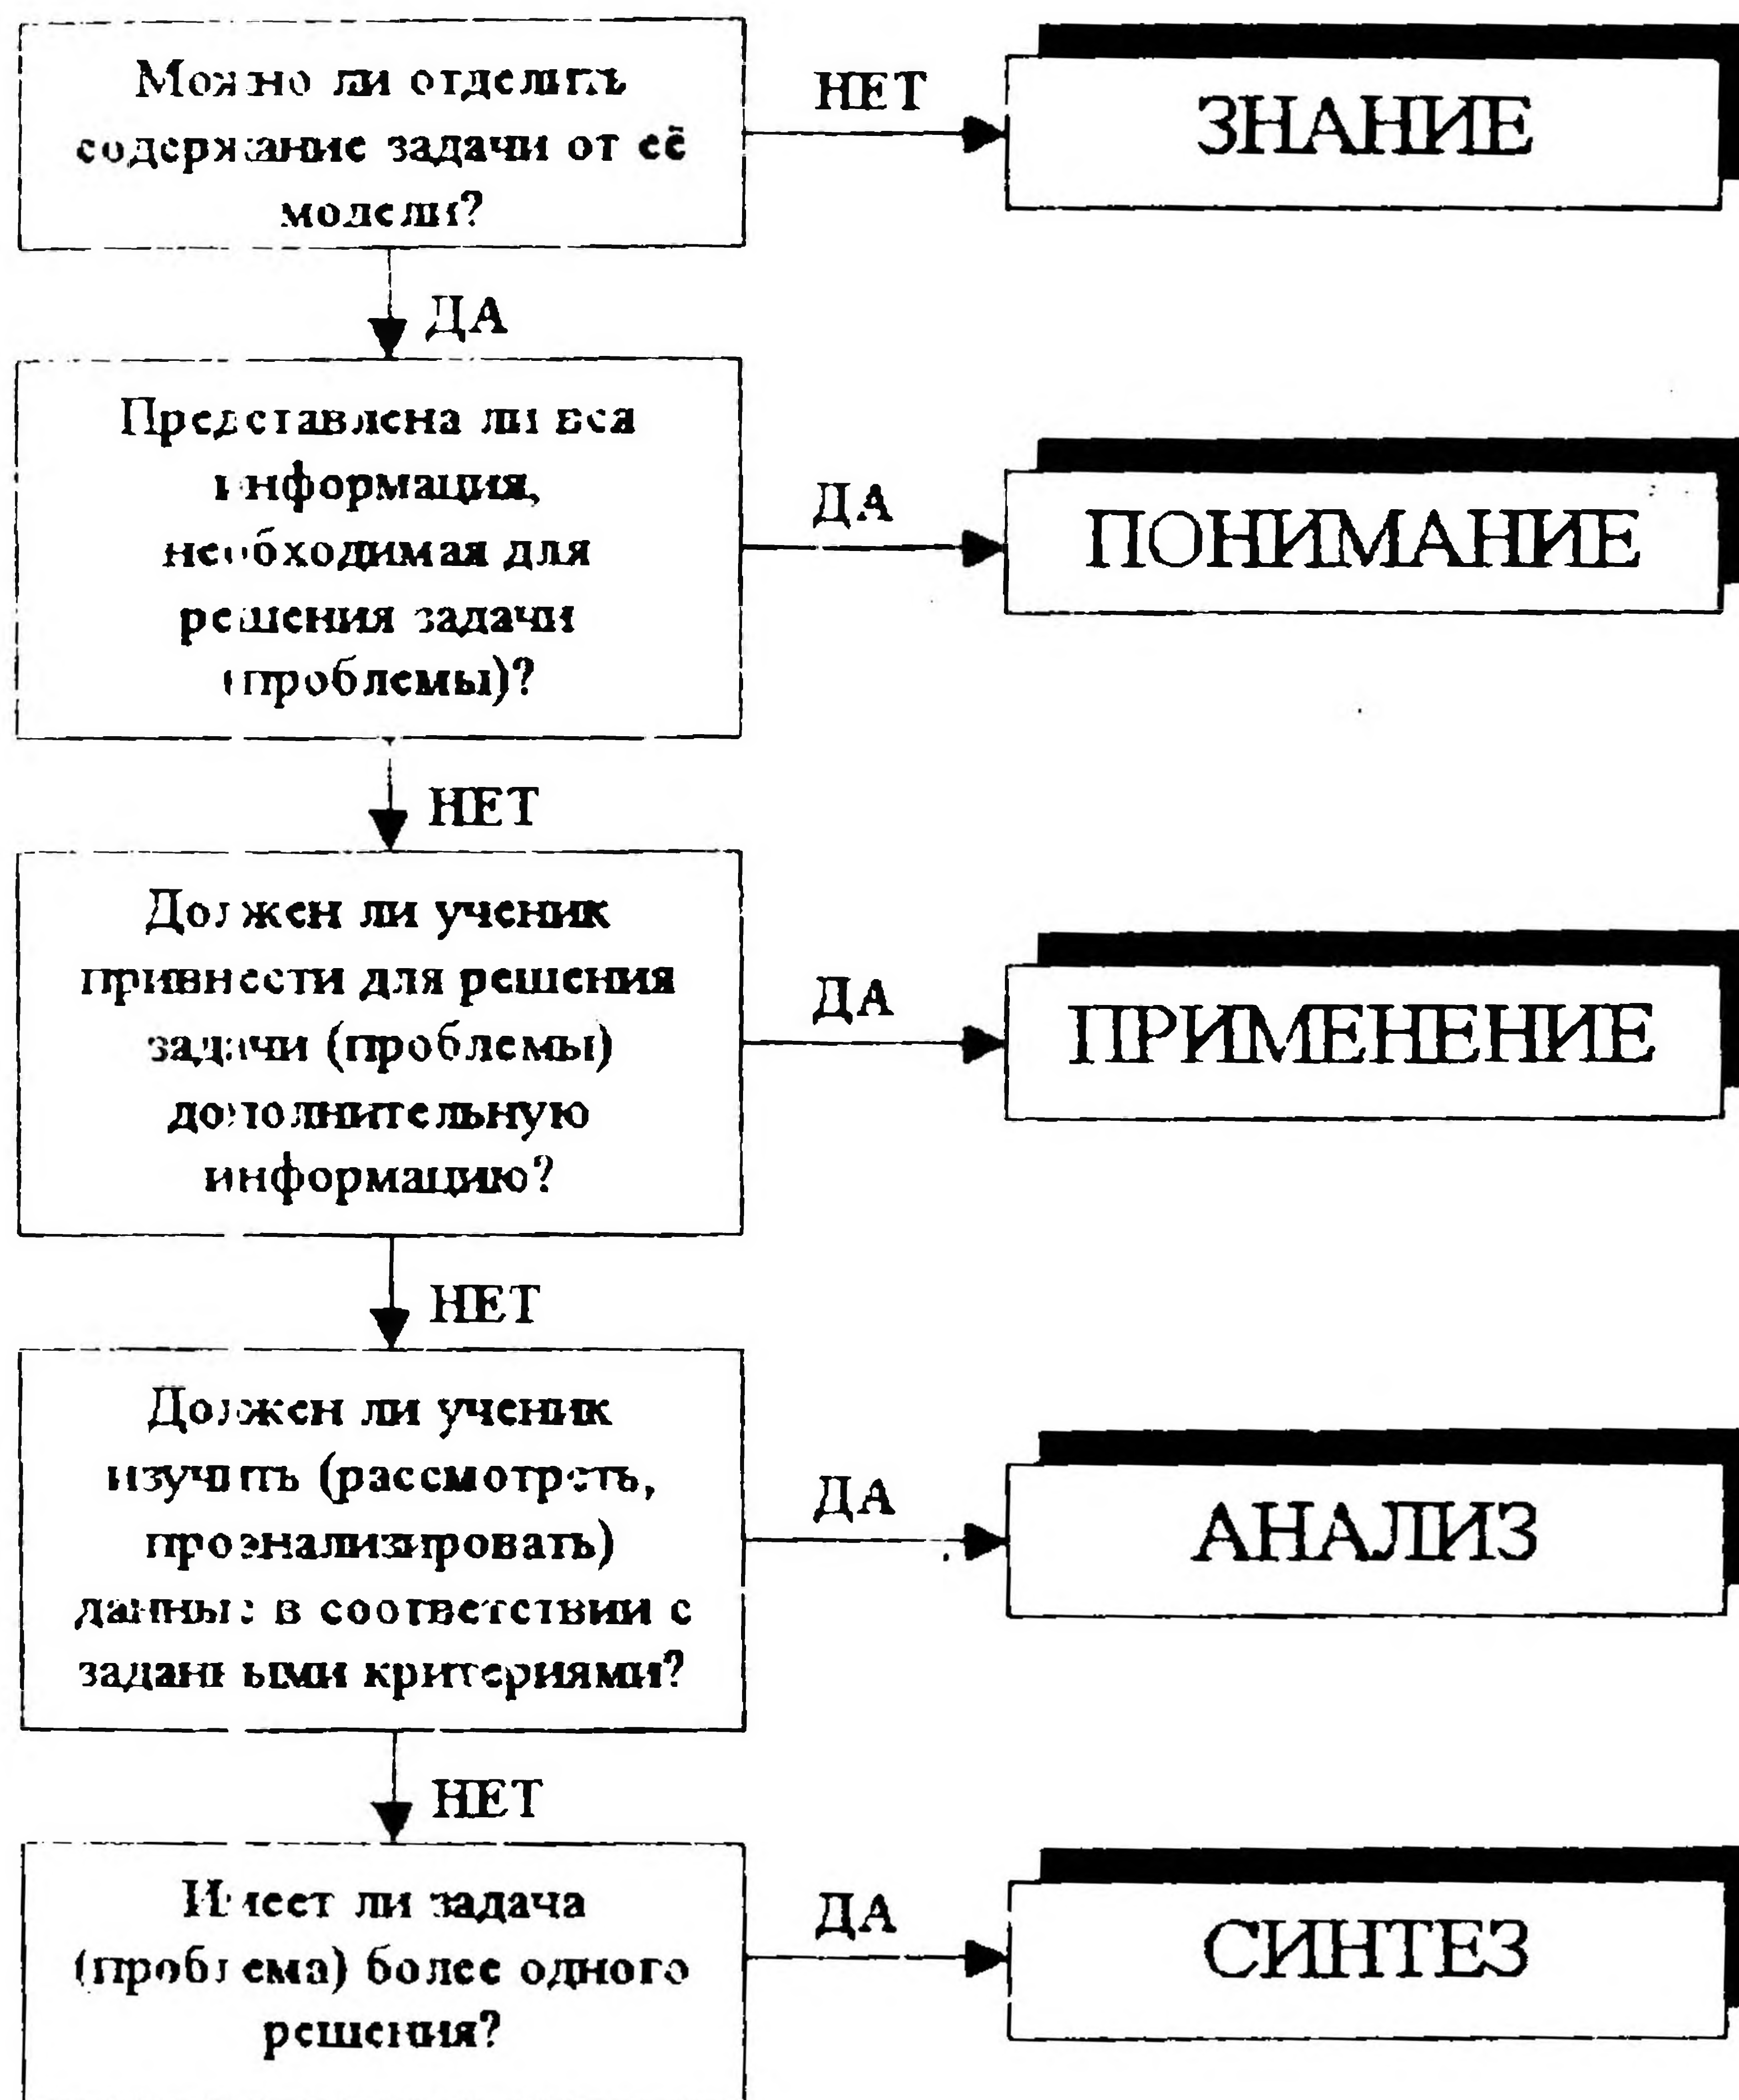 Можно ли отделить
содержание задачи от её
модели?
НЕТ
ЗНАНИЕ
ДА
Представлена ли вся
информация,
необходимая для
решения задачи
(проблемы)?
ДА
ПОНИМАНИЕ
НЕТ
Должен ли ученик
привнести для решения
задачи (проблемы)
дополнительную
информацию?
ДА
ПРИМЕНЕНИЕ
НЕТ
Должен ли ученик
изучить (рассмотреть,
проанализировать)
данные в соответствии с
заданными критериями?
ДА
АНАЛИЗ
НЕТ
Имеет ли задача
(проблема) более одного
решения?
ДА
СИНТЕЗ